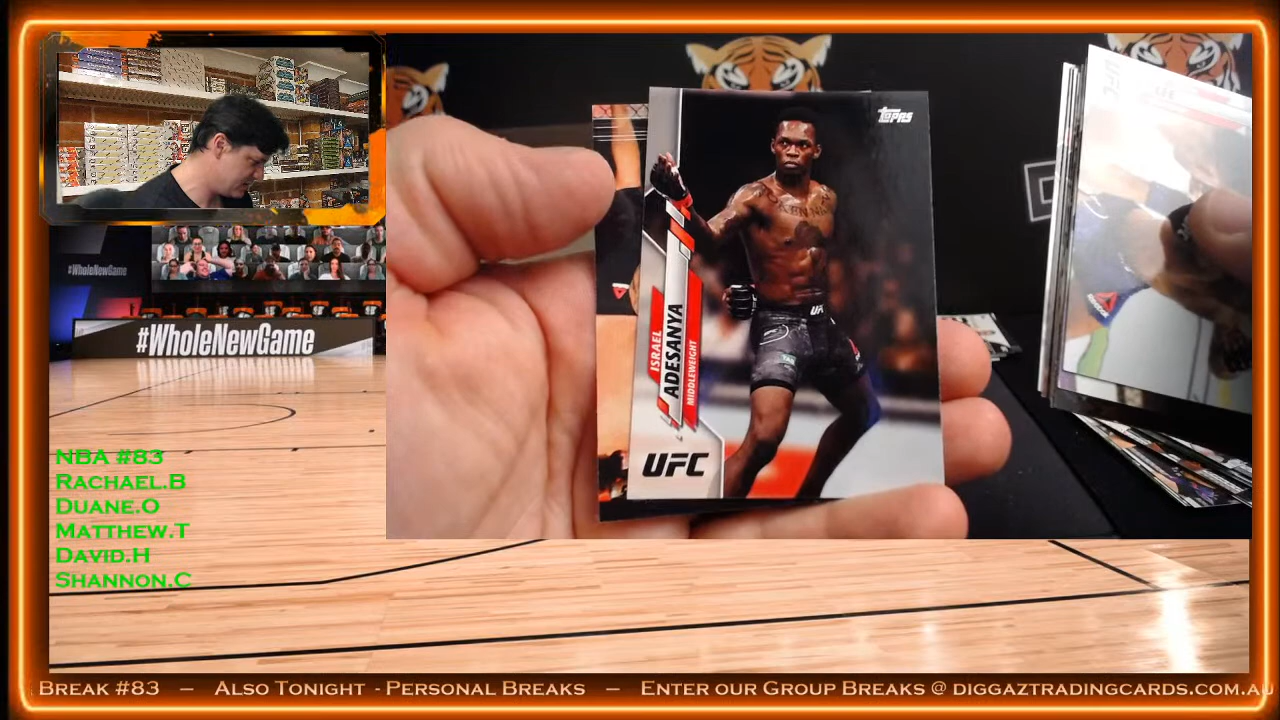 #WholeNewGame
#WholeNewGame
NBA #83
RACHAEL.B
DUANE.O
MATTHEW.T
DAVID.H
SHANNON.C
TOPPS
ISRAEL
ADESANYA
MIDDLEWEIGHT
UFC
UFC
BREAK #83 – ALSO TONIGHT - PERSONAL BREAKS – ENTER OUR GROUP BREAKS @ DIGGAZTRADINGCARDS.COM.AU